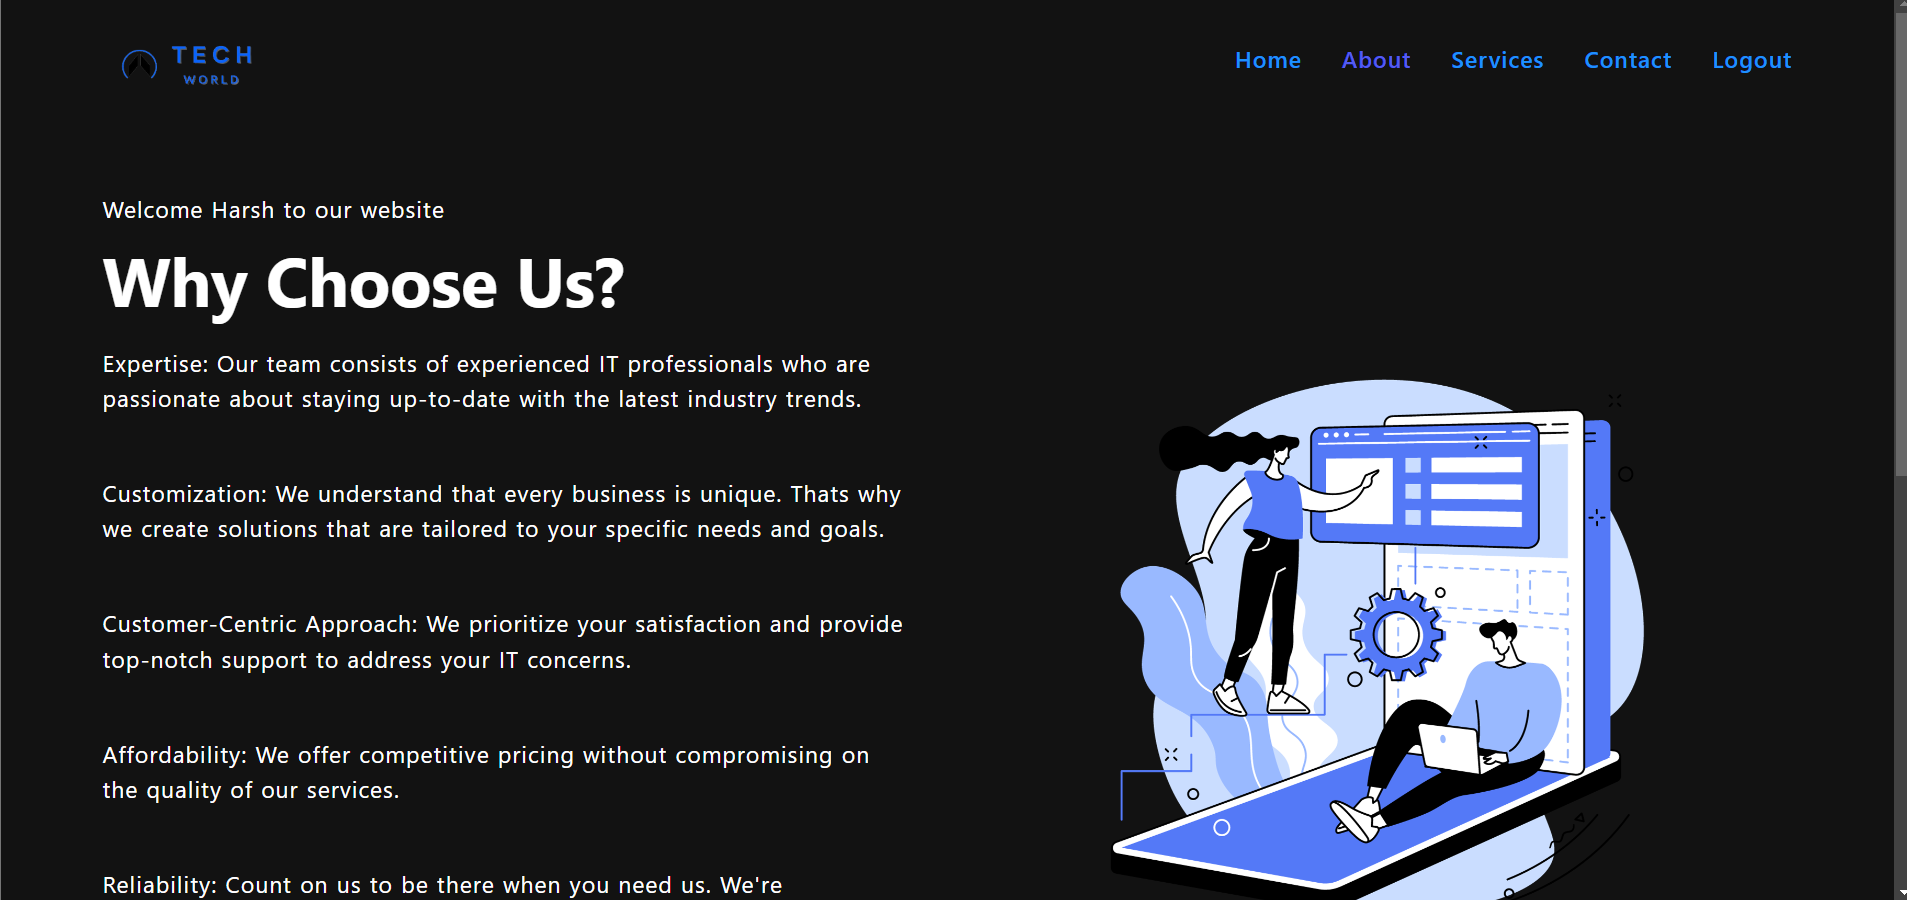 TECH
WORLD
Home About Services Contact Logout
Welcome Harsh to our website
Why Choose Us?
Expertise: Our team consists of experienced IT professionals who are
passionate about staying up-to-date with the latest industry trends.
Customization: We understand that every business is unique. Thats why
we create solutions that are tailored to your specific needs and goals.
Customer-Centric Approach: We prioritize your satisfaction and provide
top-notch support to address your IT concerns.
Affordability: We offer competitive pricing without compromising on
the quality of our services.
Reliability: Count on us to be there when you need us. We're